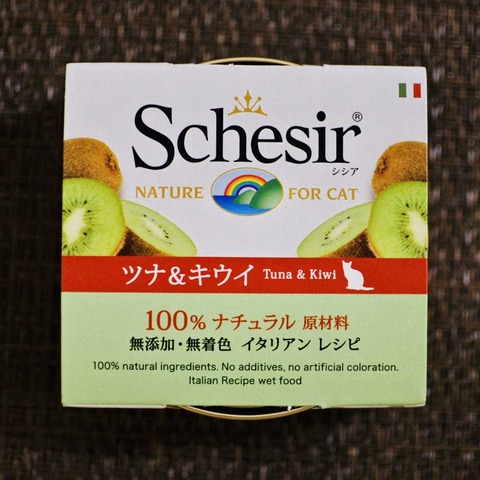 Schesir®
シシア
NATURE FOR CAT
ツナ&キウイ Tuna & Kiwi
100% ナチュラル 原材料
無添加・無着色 イタリアン レシピ
100% natural ingredients. No additives, no artificial coloration.
Italian Recipe wet food